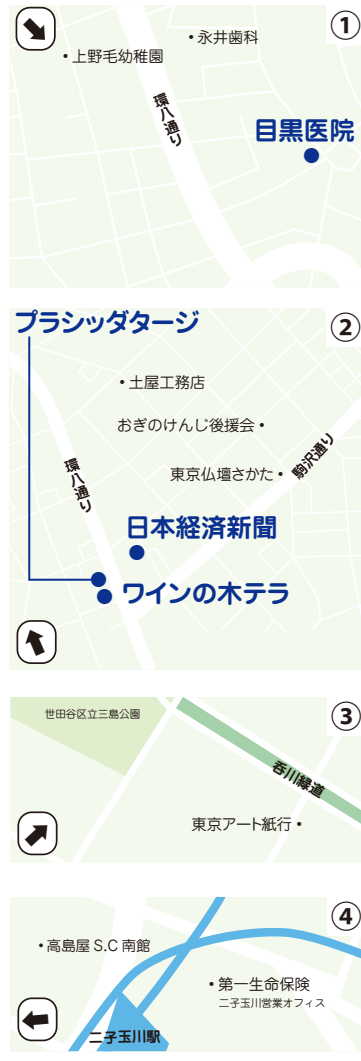 ①
・永井歯科
・上野毛幼稚園
環八通り
目黒医院
プラシッダタージ
②
・土屋工務店
おぎのけんじ後援会・
環八通り
東京仏壇さかた・
駒沢通り
日本経済新聞
ワインの木テラ
世田谷区立三島公園
③
呑川緑道
東京アート紙行・
④
・高島屋 S.C 南館
・第一生命保険
二子玉川営業オフィス
二子玉川駅